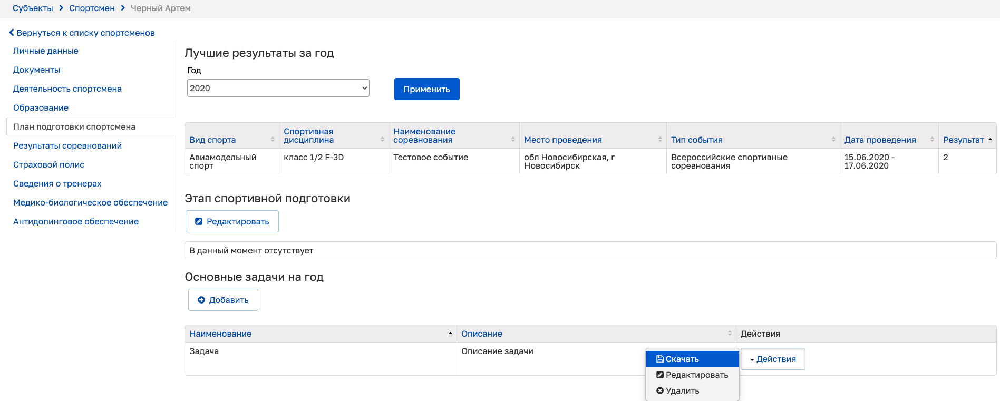 Субъекты Спортсмен Черный Артем
Вернуться к списку спортсменов
Личные данные
Документы
Деятельность спортсмена
Образование
План подготовки спортсмена
Результаты соревнований
Страховой полис
Сведения о тренерах
Медико-биологическое обеспечение
Антидопинговое обеспечение
Лучшие результаты за год
Год
2020
Применить
Вид спорта
Спортивная
дисциплина
Наименование
соревнования
Место проведения
Тип события
Дата проведения
Результат
Авиамодельный
спорт
класс 1/2 F-3D
Тестовое событие
обл Новосибирская, г
Новосибирск
Всероссийские спортивные
соревнования
15.06.2020 -
17.06.2020
2
Этап спортивной подготовки
Редактировать
В данный момент отсутствует
Основные задачи на год
Добавить
Наименование
Описание
Действия
Задача
Описание задачи
Действия
Скачать
Редактировать
Удалить